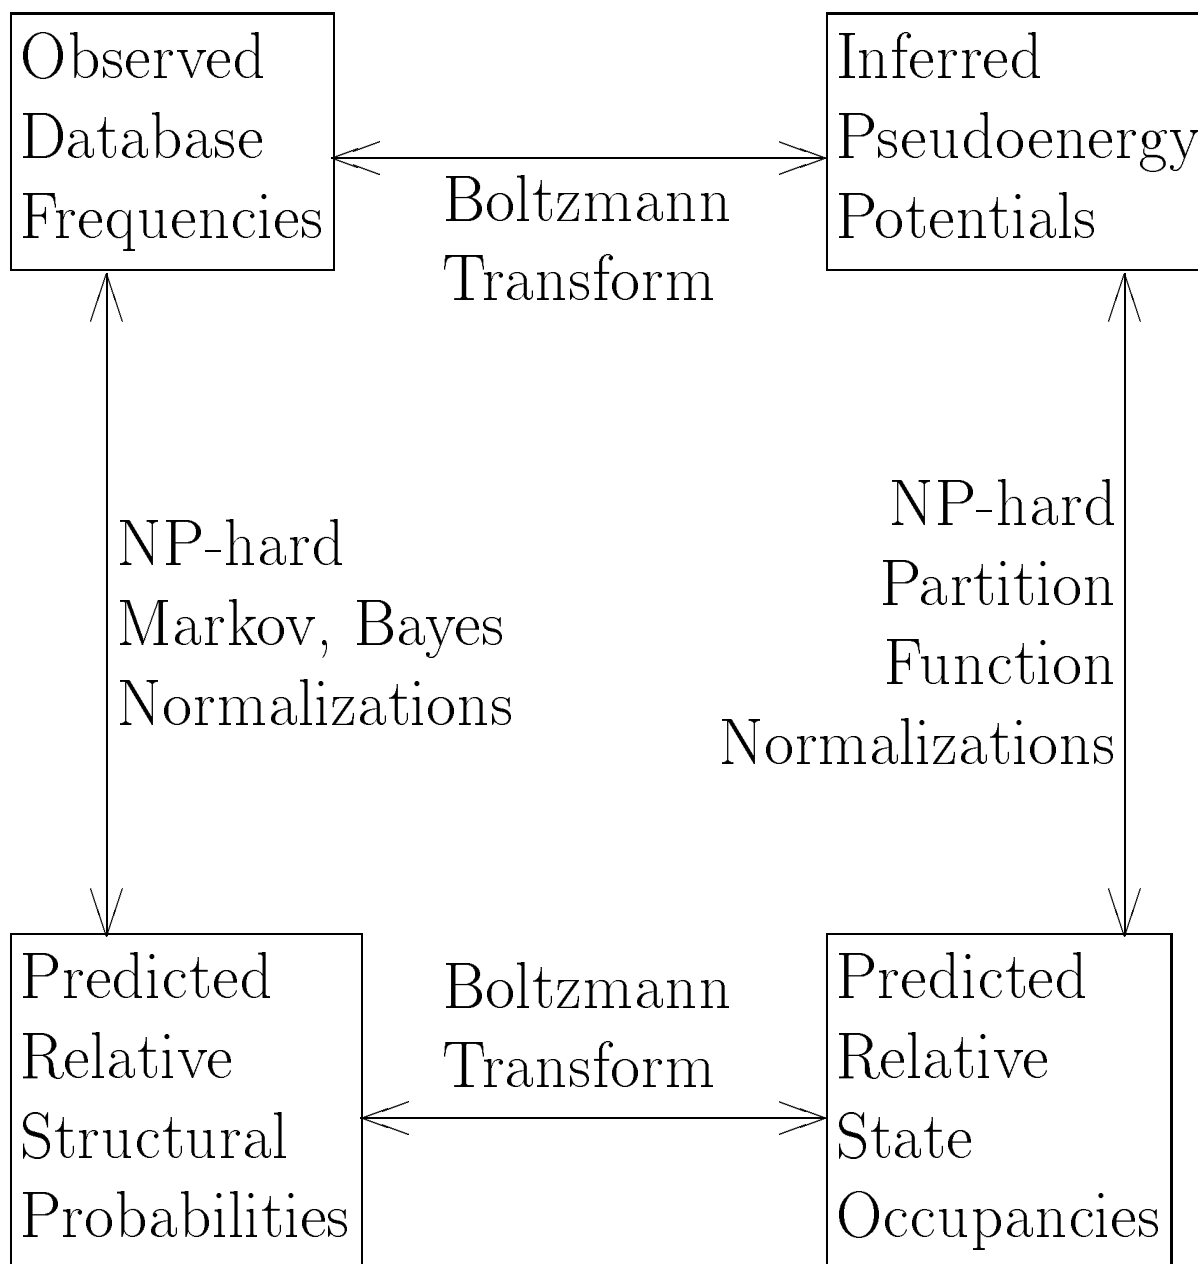 Observed
Database
Frequencies
Boltzmann
Transform
Inferred
Pseudoenergy
Potentials
NP-hard
Markov, Bayes
Normalizations
NP-hard
Partition
Function
Normalizations
Predicted
Relative
Structural
Probabilities
Boltzmann
Transform
Predicted
Relative
State
Occupancies